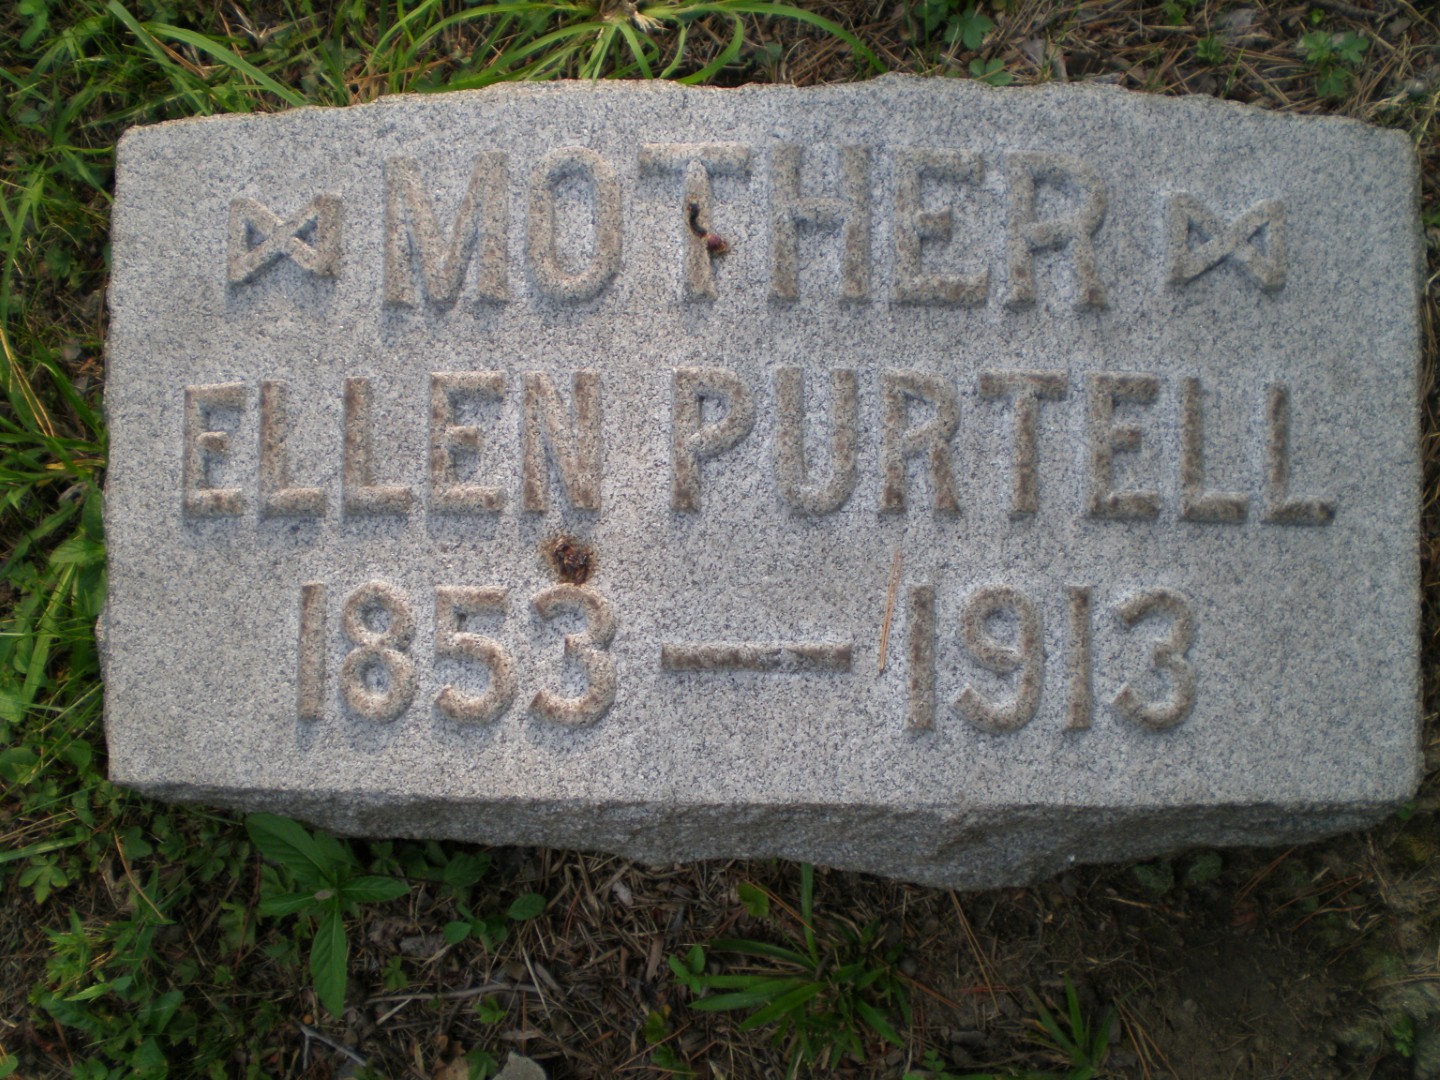 MOTHER
ELLEN PURTELL
1853 — 1913